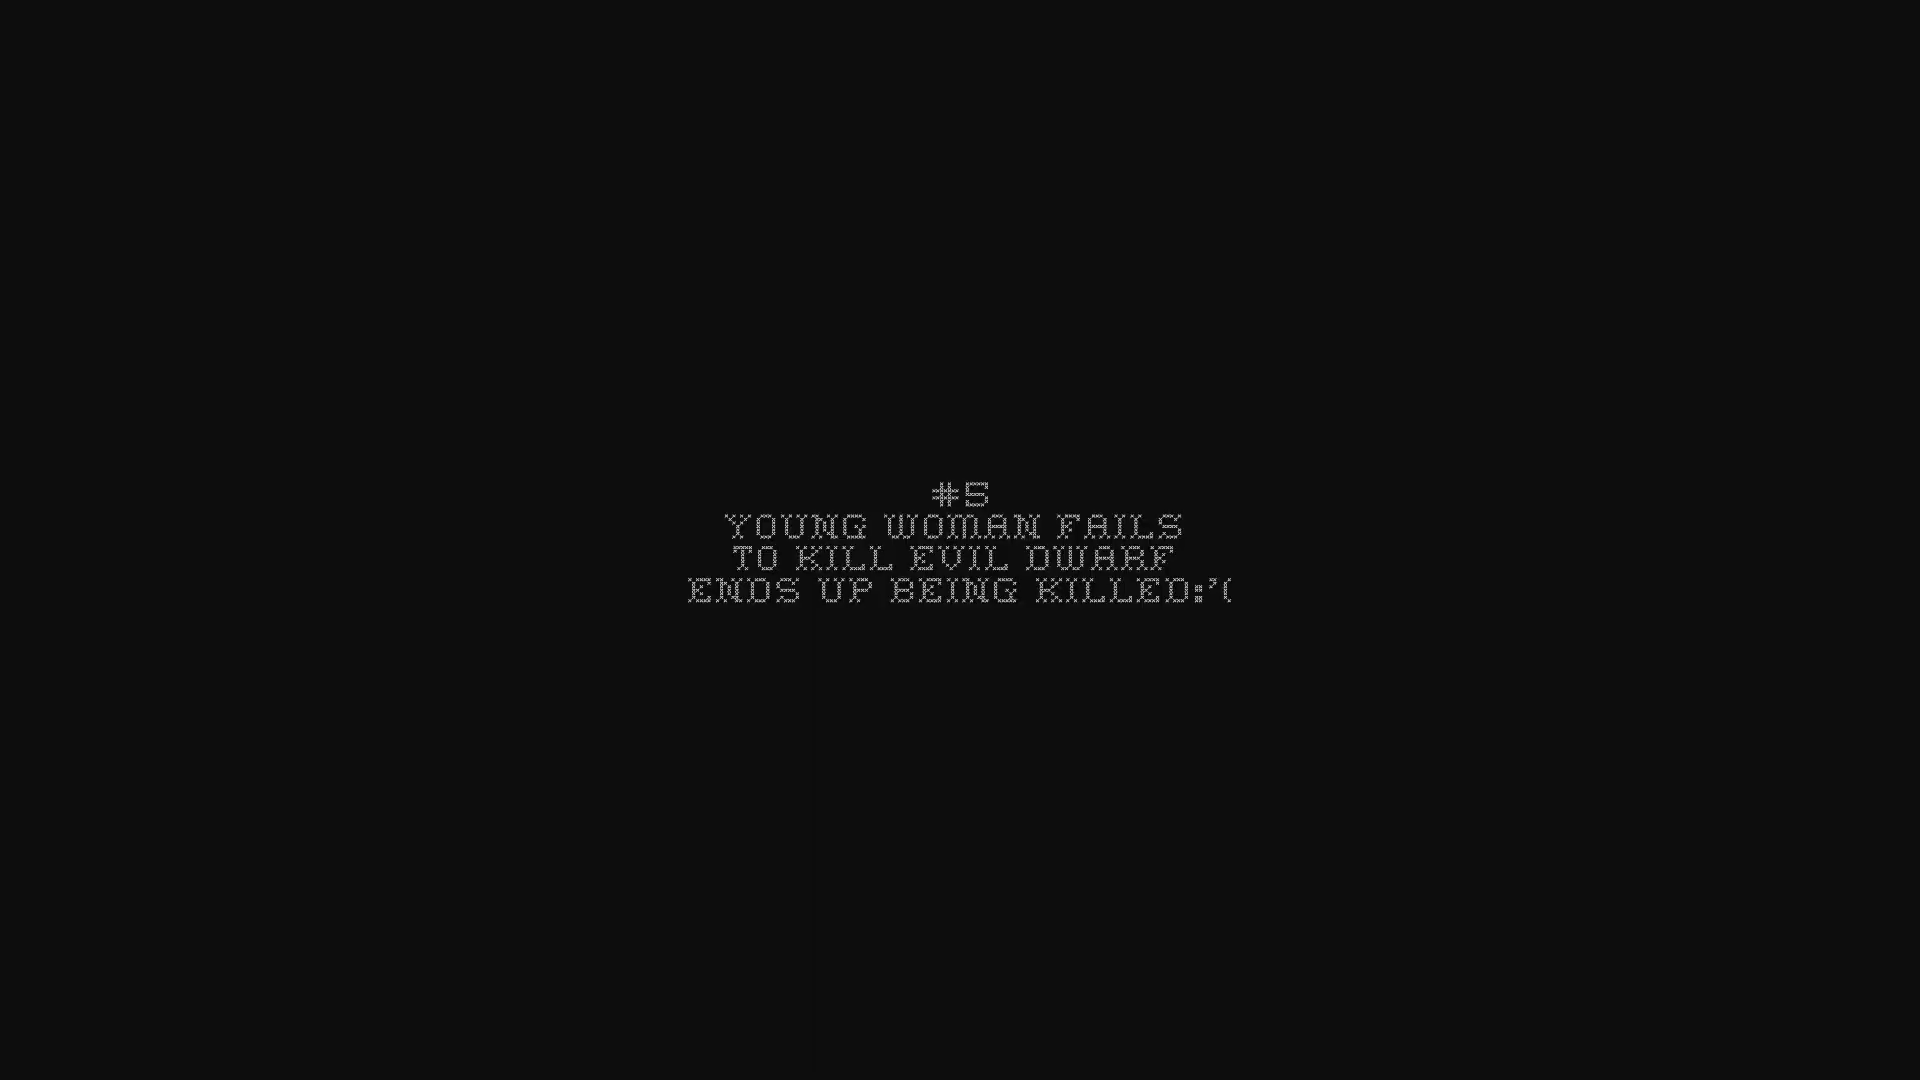 #5
YOUNG WOMAN FAILS
TO KILL EVIL DWARF
ENDS UP BEING KILLED:'(